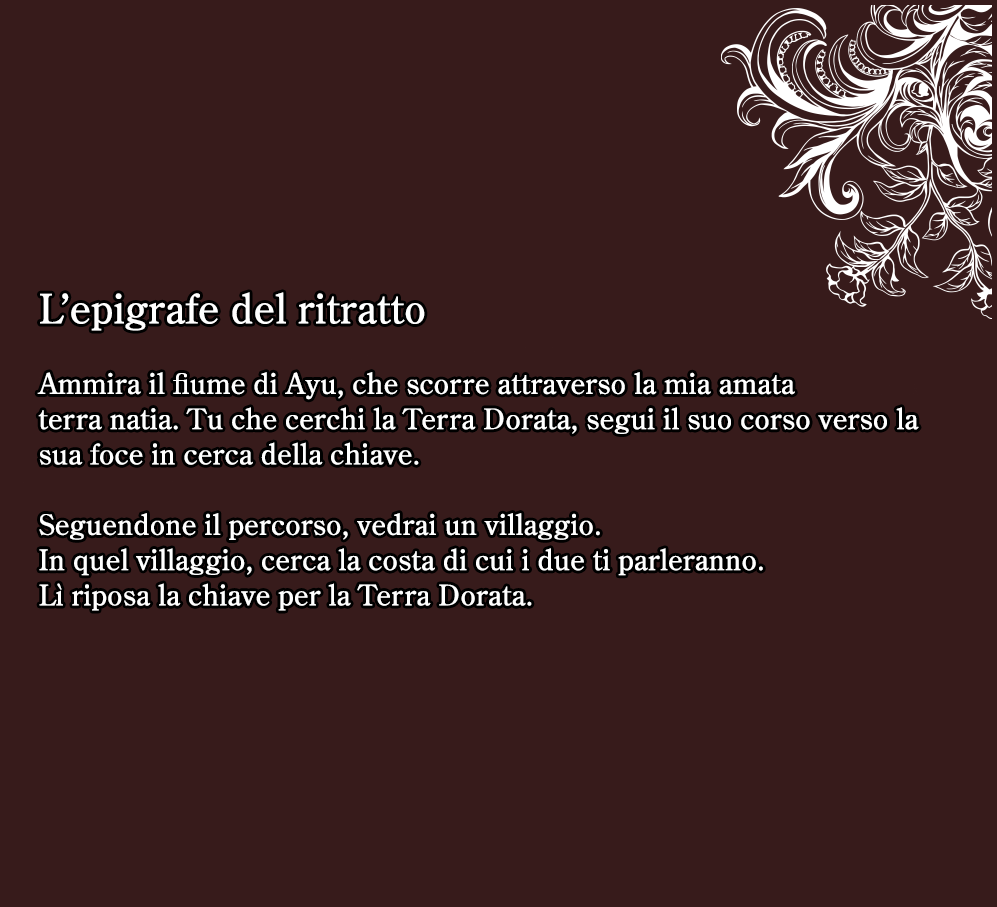 L’epigrafe del ritratto
Ammira il fiume di Ayu, che scorre attraverso la mia amata
terra natia. Tu che cerchi la Terra Dorata, segui il suo corso verso la
sua foce in cerca della chiave.
Seguendone il percorso, vedrai un villaggio.
In quel villaggio, cerca la costa di cui i due ti parleranno.
Lì riposa la chiave per la Terra Dorata.